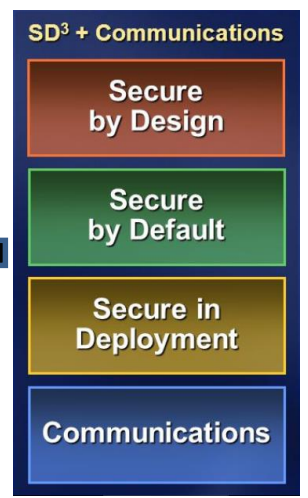 SD³ + Communications
Secure
by Design
Secure
by Default
Secure in
Deployment
Communications